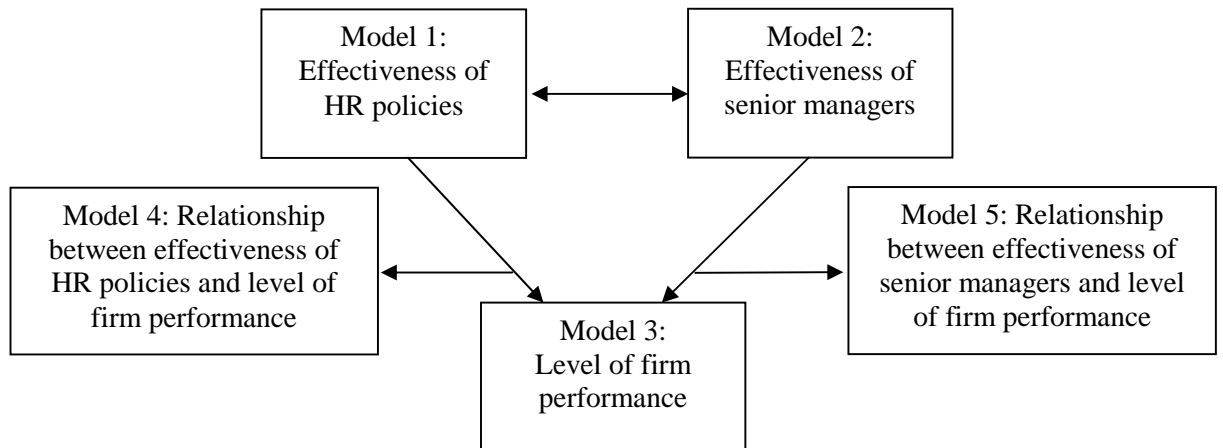 Model 1:
Effectiveness of
HR policies
Model 2:
Effectiveness of
senior managers
Model 4: Relationship
between effectiveness of
HR policies and level of
firm performance
Model 5: Relationship
between effectiveness of
senior managers and level
of firm performance
Model 3:
Level of firm
performance